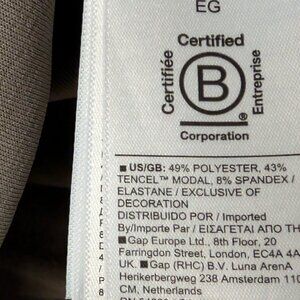 EG
Certified
Certifiée
B
®
Entreprise
Corporation
■ US/GB: 49% POLYESTER, 43%
TENCEL™ MODAL, 8% SPANDEX /
ELASTANE / EXCLUSIVE OF
DECORATION
DISTRIBUIDO POR / Imported
By/Importe Par / ΕΙΣΑΓΕΤΑΙ ΑΠΟ ΤΗ
■ Gap Europe Ltd., 8th Floor, 20
Farringdon Street, London, EC4A 4A
UK. ■ Gap (RHC) B.V. Luna ArenA
Herikerbergweg 238 Amsterdam 110
CM, Netherlands